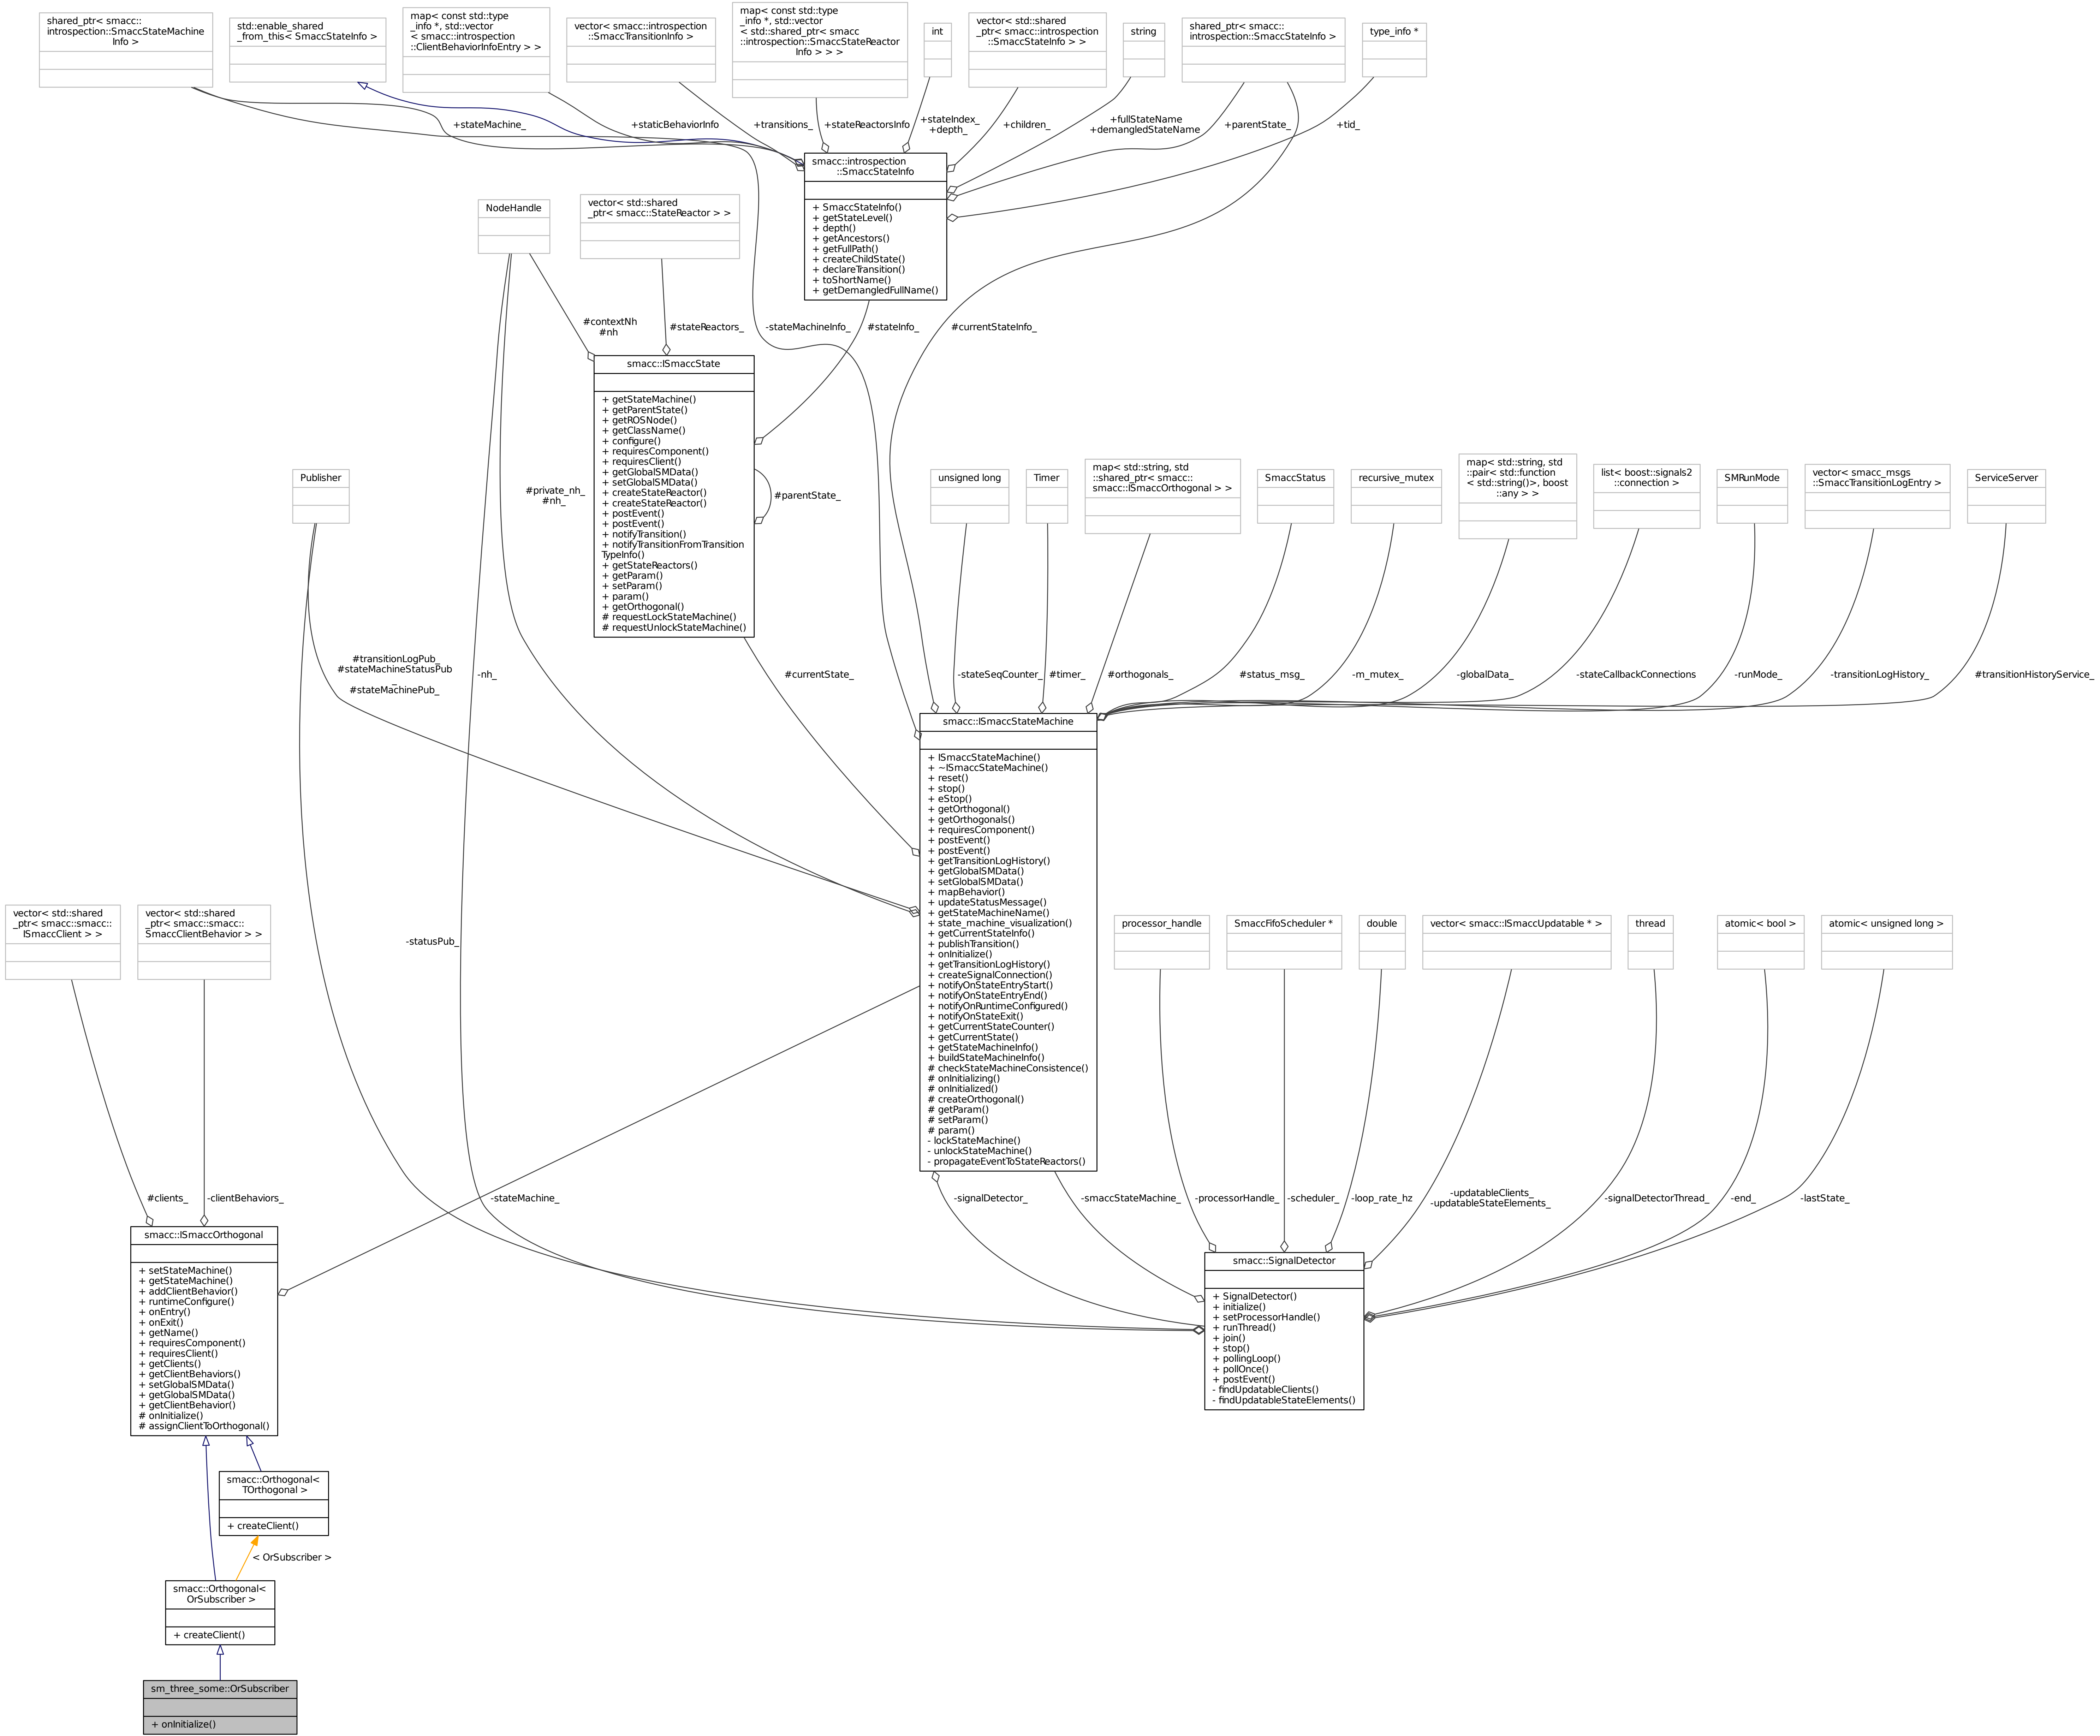 shared_ptr< smacc::
introspection::SmaccStateMachine
Info >
std::enable_shared
_from_this< SmaccStateInfo >
map< const std::type
_info *, std::vector
< smacc::introspection
::ClientBehaviorInfoEntry > >
vector< smacc::introspection
::SmaccTransitionInfo >
map< const std::type
_info *, std::vector
< std::shared_ptr< smacc
::introspection::SmaccStateReactor
Info > > >
int
vector< std::shared
_ptr< smacc::introspection
::SmaccStateInfo > >
string
shared_ptr< smacc::
introspection::SmaccStateInfo >
type_info *
+stateMachine_
+staticBehaviorInfo
+transitions_
+stateReactorsInfo
+stateIndex_
+depth_
+children_
+fullStateName
+demangledStateName
+parentState_
+tid_
smacc::introspection
::SmaccStateInfo
+ SmaccStateInfo()
+ getStateLevel()
+ depth()
+ getAncestors()
+ getFullPath()
+ createChildState()
+ declareTransition()
+ toShortName()
+ getDemangledFullName()
NodeHandle
vector< std::shared
_ptr< smacc::StateReactor > >
#contextNh
#nh
#stateReactors_
-stateMachineInfo_
#stateInfo_
#currentStateInfo_
smacc::ISmaccState
+ getStateMachine()
+ getParentState()
+ getROSNode()
+ getClassName()
+ configure()
+ requiresComponent()
+ requiresClient()
+ getGlobalSMData()
+ setGlobalSMData()
+ createStateReactor()
+ createStateReactor()
+ postEvent()
+ postEvent()
+ notifyTransition()
+ notifyTransitionFromTransition
TypeInfo()
+ getStateReactors()
+ getParam()
+ setParam()
+ param()
+ getOrthogonal()
# requestLockStateMachine()
# requestUnlockStateMachine()
#parentState_
#private_nh_
#nh_
Publisher
unsigned long
Timer
map< std::string, std
::shared_ptr< smacc::
smacc::ISmaccOrthogonal > >
SmaccStatus
recursive_mutex
map< std::string, std
::pair< std::function
< std::string()>, boost
::any > >
list< boost::signals2
::connection >
SMRunMode
vector< smacc_msgs
::SmaccTransitionLogEntry >
ServiceServer
#transitionLogPub_
#stateMachineStatusPub
_
#stateMachinePub_
-nh_
#currentState_
-stateSeqCounter_
#timer_
#orthogonals_
#status_msg_
-m_mutex_
-globalData_
-stateCallbackConnections
-runMode_
-transitionLogHistory_
#transitionHistoryService_
smacc::ISmaccStateMachine
+ ISmaccStateMachine()
+ ~ISmaccStateMachine()
+ reset()
+ stop()
+ eStop()
+ getOrthogonal()
+ getOrthogonals()
+ requiresComponent()
+ postEvent()
+ postEvent()
+ getTransitionLogHistory()
+ getGlobalSMData()
+ setGlobalSMData()
+ mapBehavior()
+ updateStatusMessage()
+ getStateMachineName()
+ state_machine_visualization()
+ getCurrentStateInfo()
+ publishTransition()
+ onInitialize()
+ getTransitionLogHistory()
+ createSignalConnection()
+ notifyOnStateEntryStart()
+ notifyOnStateEntryEnd()
+ notifyOnRuntimeConfigured()
+ notifyOnStateExit()
+ getCurrentStateCounter()
+ getCurrentState()
+ getStateMachineInfo()
+ buildStateMachineInfo()
# checkStateMachineConsistence()
# onInitializing()
# onInitialized()
# createOrthogonal()
# getParam()
# setParam()
# param()
- lockStateMachine()
- unlockStateMachine()
- propagateEventToStateReactors()
vector< std::shared
_ptr< smacc::smacc::
ISmaccClient > >
vector< std::shared
_ptr< smacc::smacc::
SmaccClientBehavior > >
-statusPub_
processor_handle
SmaccFifoScheduler *
double
vector< smacc::ISmaccUpdatable * >
thread
atomic< bool >
atomic< unsigned long >
#clients_
-clientBehaviors_
-stateMachine_
-signalDetector_
-smaccStateMachine_
-processorHandle_
-scheduler_
-loop_rate_hz
-updatableClients_
-updatableStateElements_
-signalDetectorThread_
-end_
-lastState_
smacc::ISmaccOrthogonal
+ setStateMachine()
+ getStateMachine()
+ addClientBehavior()
+ runtimeConfigure()
+ onEntry()
+ onExit()
+ getName()
+ requiresComponent()
+ requiresClient()
+ getClients()
+ getClientBehaviors()
+ setGlobalSMData()
+ getGlobalSMData()
+ getClientBehavior()
# onInitialize()
# assignClientToOrthogonal()
smacc::SignalDetector
+ SignalDetector()
+ initialize()
+ setProcessorHandle()
+ runThread()
+ join()
+ stop()
+ pollingLoop()
+ pollOnce()
+ postEvent()
- findUpdatableClients()
- findUpdatableStateElements()
smacc::Orthogonal<
TOrthogonal >
+ createClient()
< OrSubscriber >
smacc::Orthogonal<
OrSubscriber >
+ createClient()
sm_three_some::OrSubscriber
+ onInitialize()